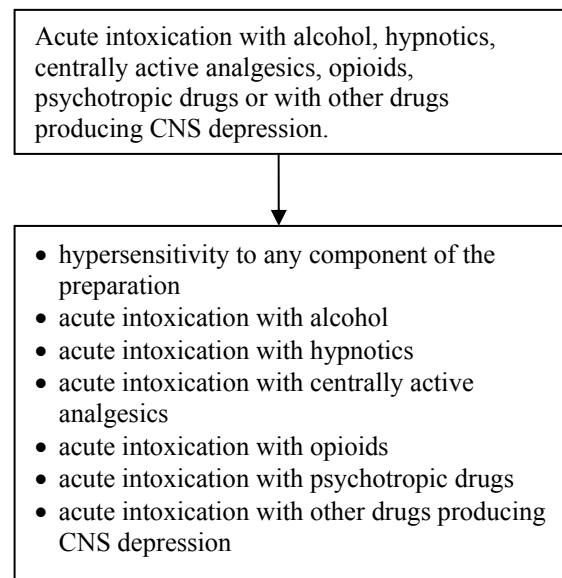 Acute intoxication with alcohol, hypnotics,
centrally active analgesics, opioids,
psychotropic drugs or with other drugs
producing CNS depression.
• hypersensitivity to any component of the
preparation
• acute intoxication with alcohol
• acute intoxication with hypnotics
• acute intoxication with centrally active
analgesics
• acute intoxication with opioids
• acute intoxication with psychotropic drugs
• acute intoxication with other drugs producing
CNS depression